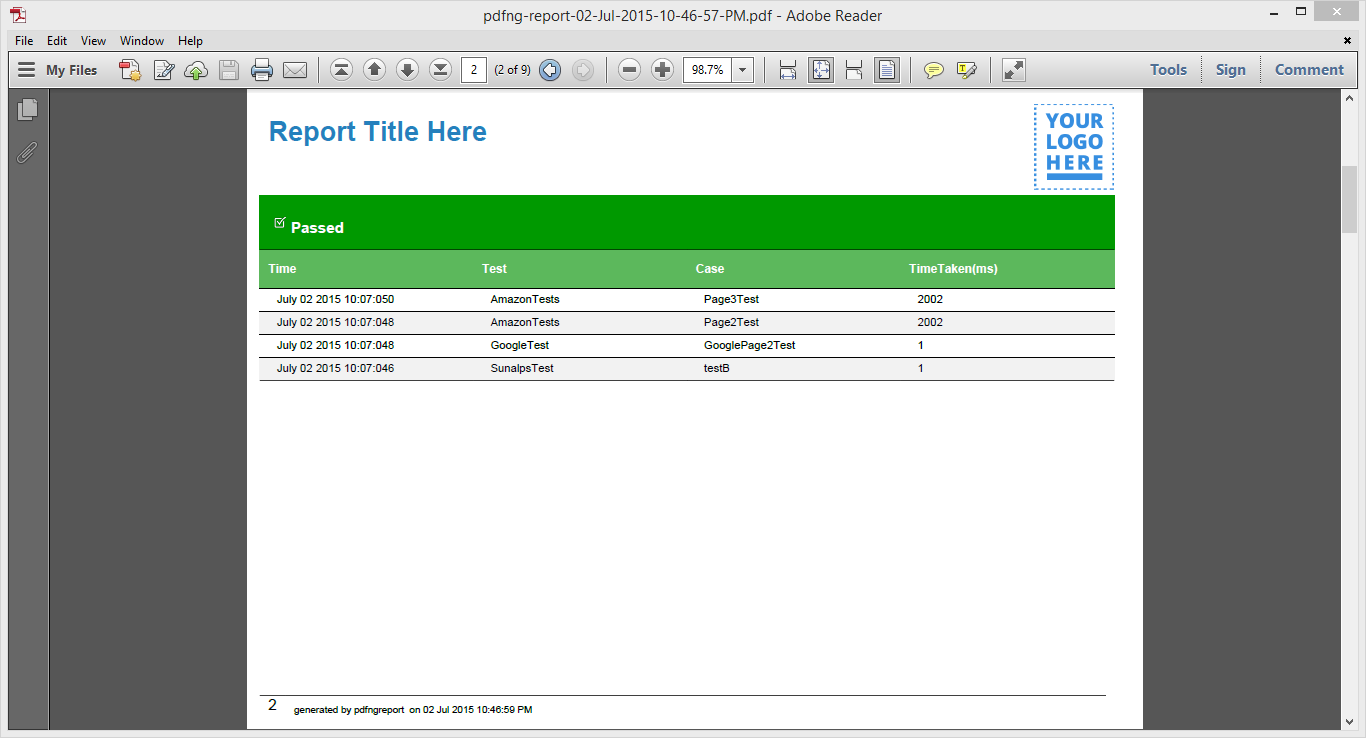 pdfng-report-02-Jul-2015-10-46-57-PM.pdf - Adobe Reader
File Edit View Window Help
My Files 2 (2 of 9) 98.7% T Tools Sign Comment
Report Title Here
YOUR
LOGO
HERE
Passed
Time Test Case TimeTaken(ms)
July 02 2015 10:07:050 AmazonTests Page3Test 2002
July 02 2015 10:07:048 AmazonTests Page2Test 2002
July 02 2015 10:07:048 GoogleTest GooglePage2Test 1
July 02 2015 10:07:046 SunalpsTest testB 1
2 generated by pdfngreport on 02 Jul 2015 10:46:59 PM